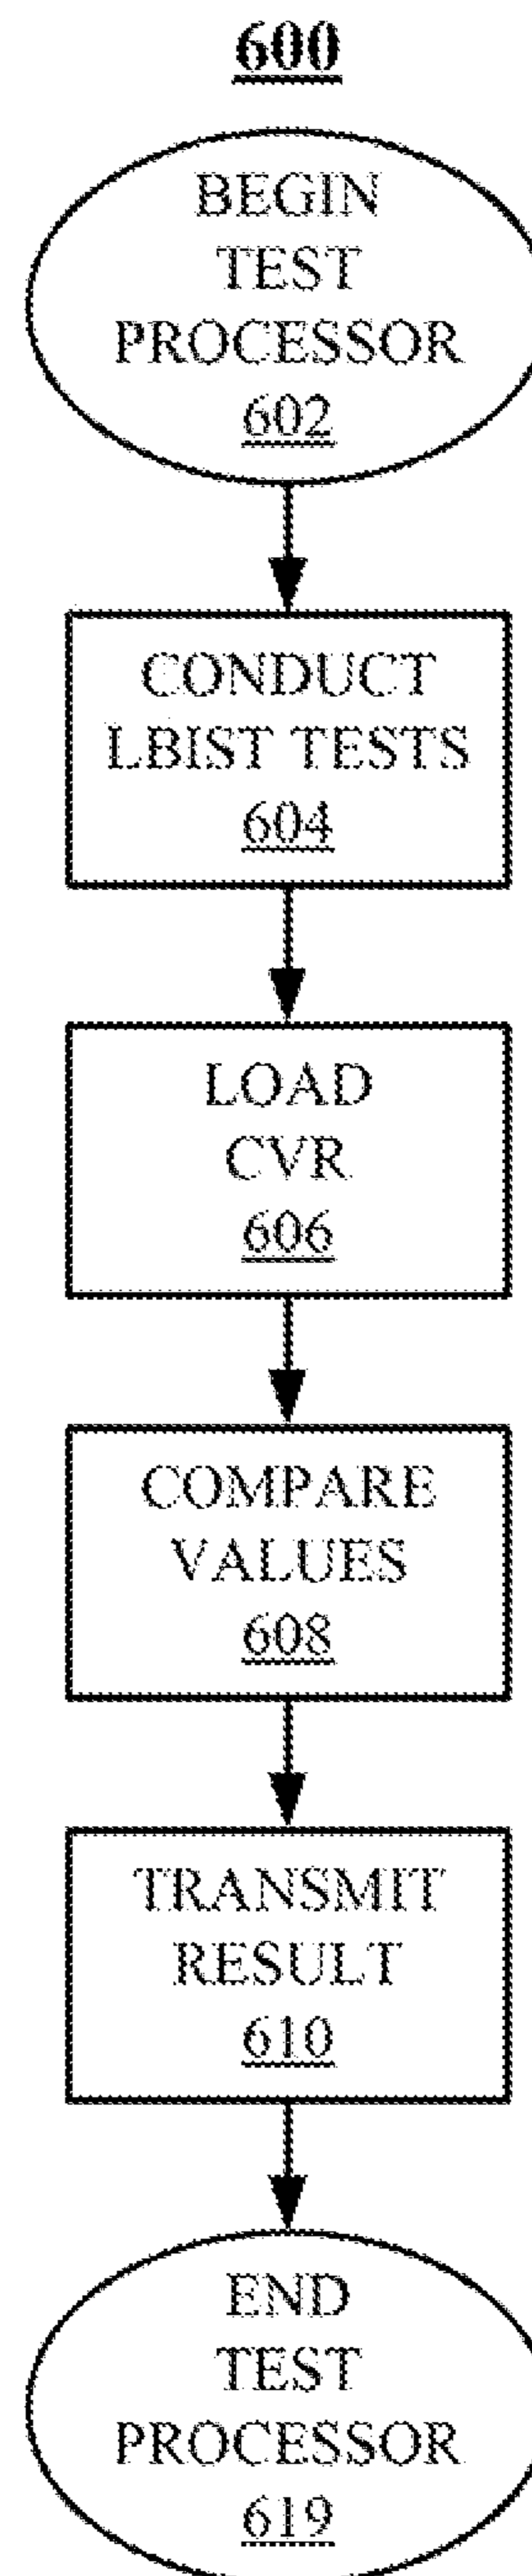 600
BEGIN
TEST
PROCESSOR
602
CONDUCT
LBIST TESTS
604
LOAD
CVR
606
COMPARE
VALUES
608
TRANSMIT
RESULT
610
END
TEST
PROCESSOR
619